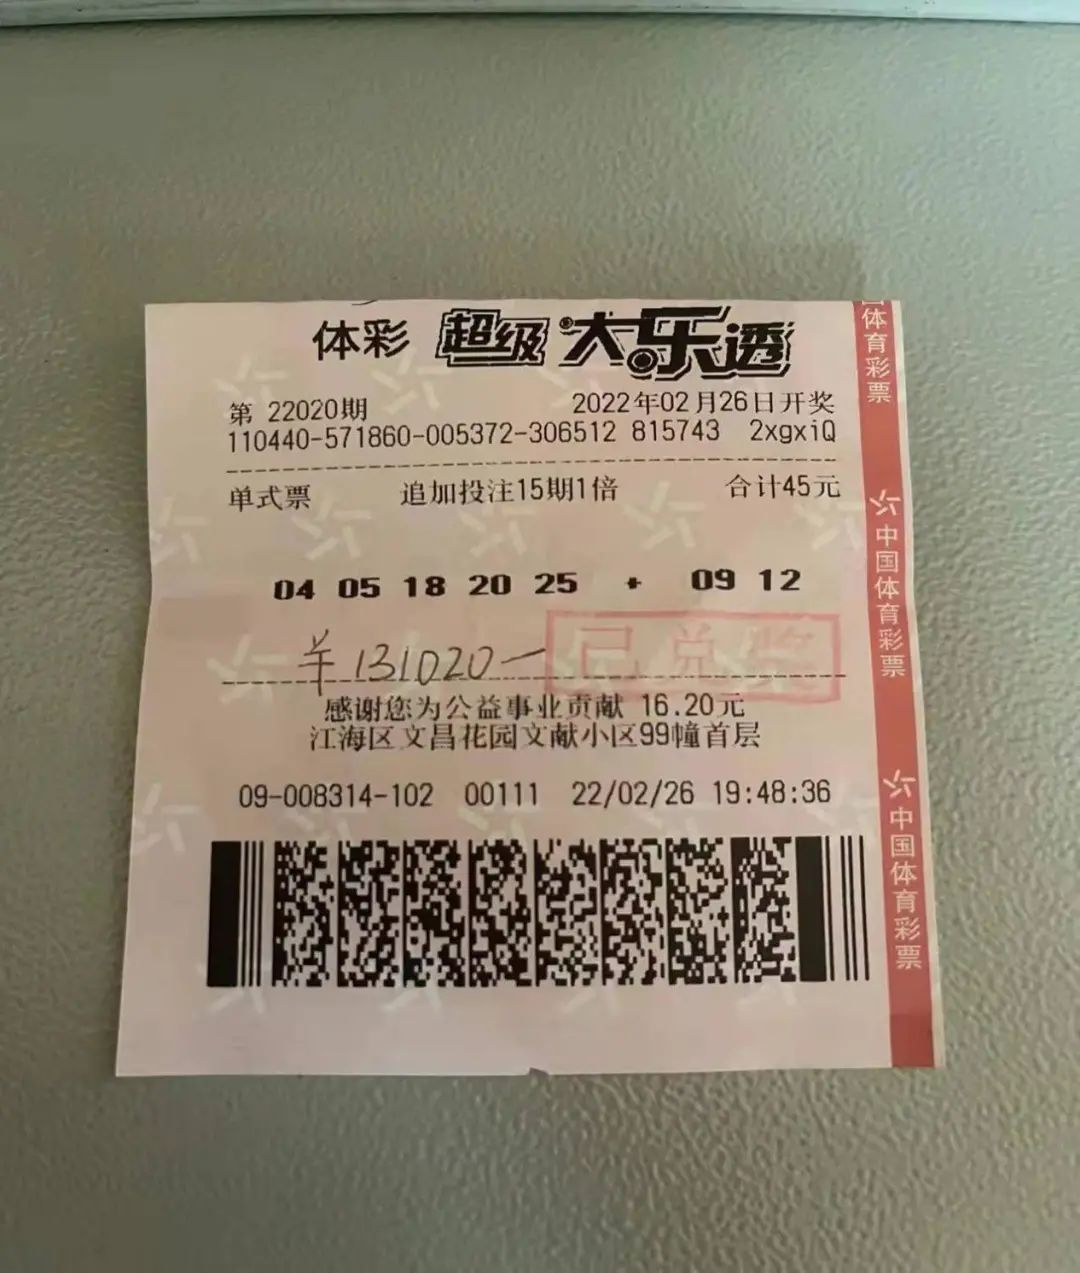 体彩 超级大乐透
第 22020期 2022年02月26日开奖
110440-571860-005372-306512 815743 2xgxiQ
单式票 追加投注15期1倍 合计45元
04 05 18 20 25 + 09 12
羊131020一
已兑奖
感谢您为公益事业贡献 16.20元
江海区文昌花园文献小区99幢首层
09-008314-102 00111 22/02/26 19:48:36
国体育彩票
中国体育彩票
中国体育彩票